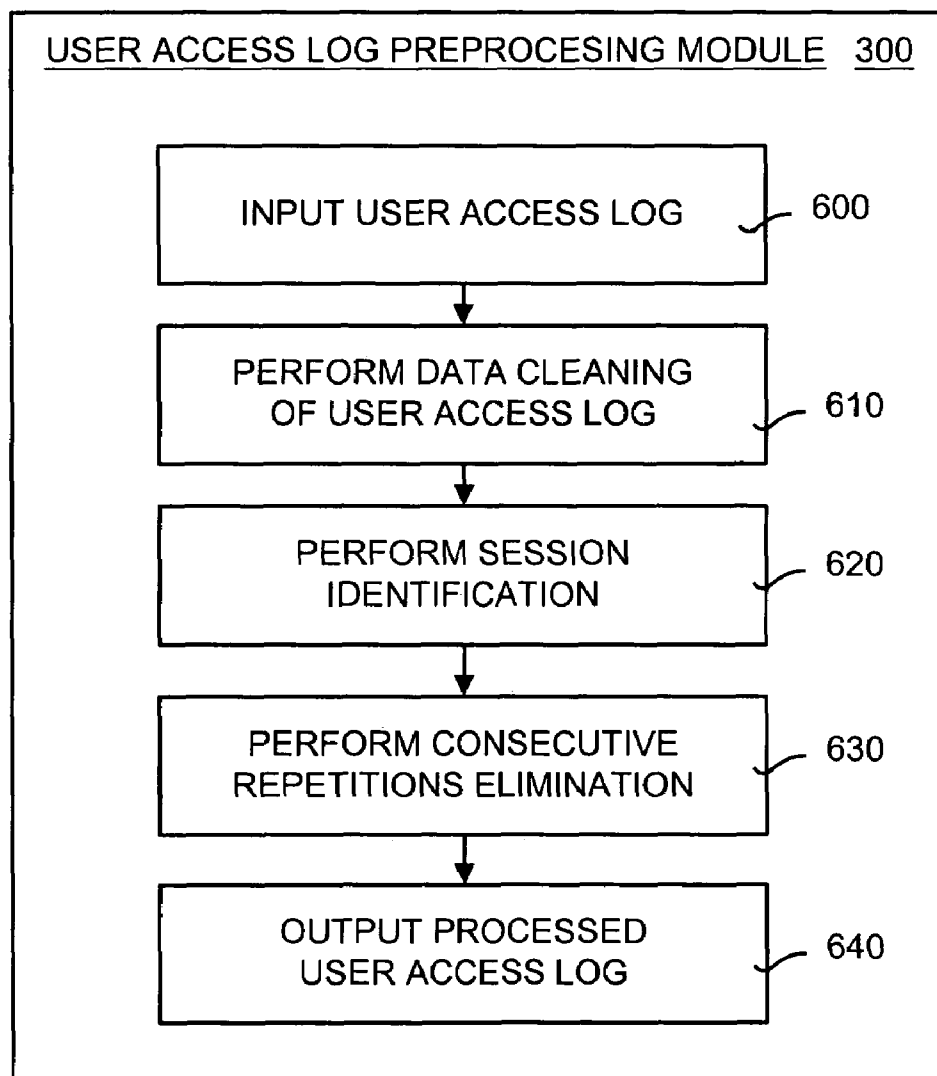 USER ACCESS LOG PREPROCESING MODULE 300
INPUT USER ACCESS LOG
600
PERFORM DATA CLEANING
OF USER ACCESS LOG
610
PERFORM SESSION
IDENTIFICATION
620
PERFORM CONSECUTIVE
REPETITIONS ELIMINATION
630
OUTPUT PROCESSED
USER ACCESS LOG
640